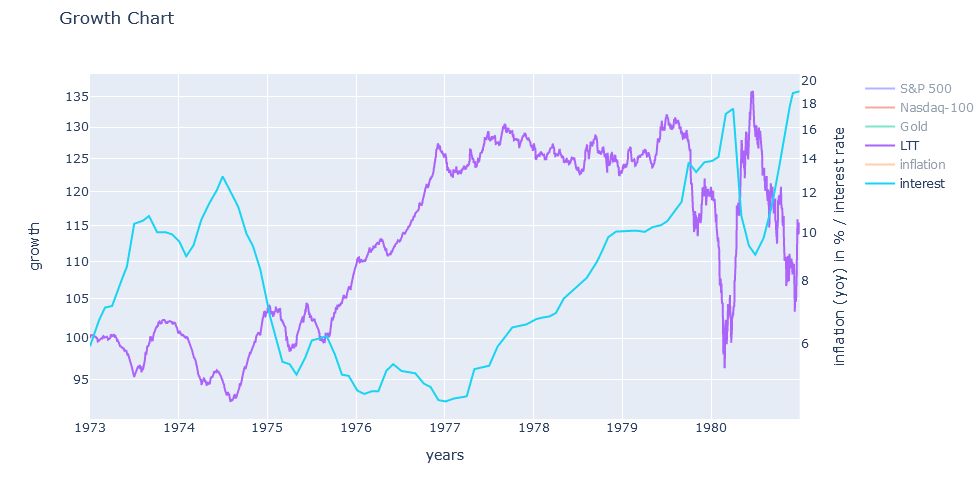 Growth Chart
growth
135
130
125
120
115
110
105
100
95
1973
1974
1975
1976
1977
1978
1979
1980
years
20
18
16
14
12
10
8
6
inflation (yoy) in % / interest rate
S&P 500
Nasdaq-100
Gold
LTT
inflation
interest